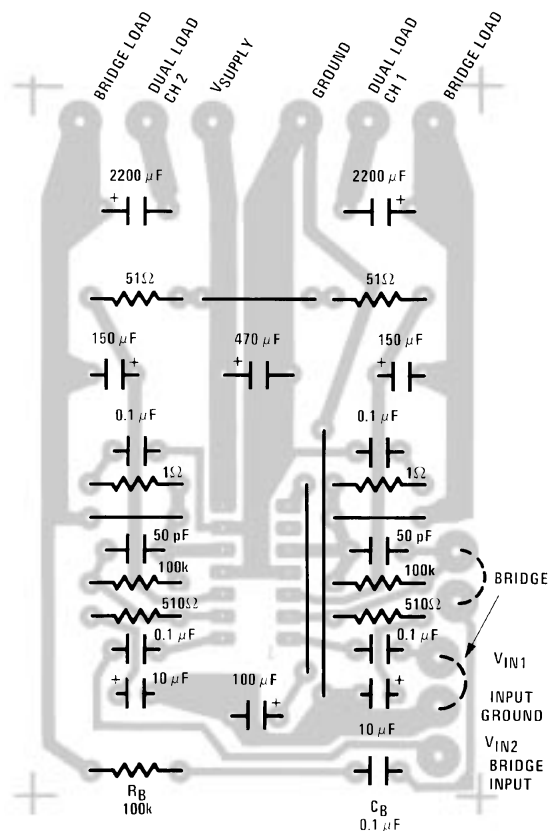 BRIDGE LOAD
DUAL LOAD
CH 2
VSUPPLY
GROUND
DUAL LOAD
CH 1
BRIDGE LOAD
2200 μF
+
2200 μF
+
51Ω
51Ω
150 μF
+
470 μF
+
150 μF
+
0.1 μF
0.1 μF
1Ω
1Ω
50 pF
50 pF
100k
100k
BRIDGE
510Ω
510Ω
0.1 μF
0.1 μF
VIN1
+
10 μF
100 μF
+
+
INPUT
GROUND
10 μF
VIN2
BRIDGE
INPUT
RB
100k
CB
0.1 μF